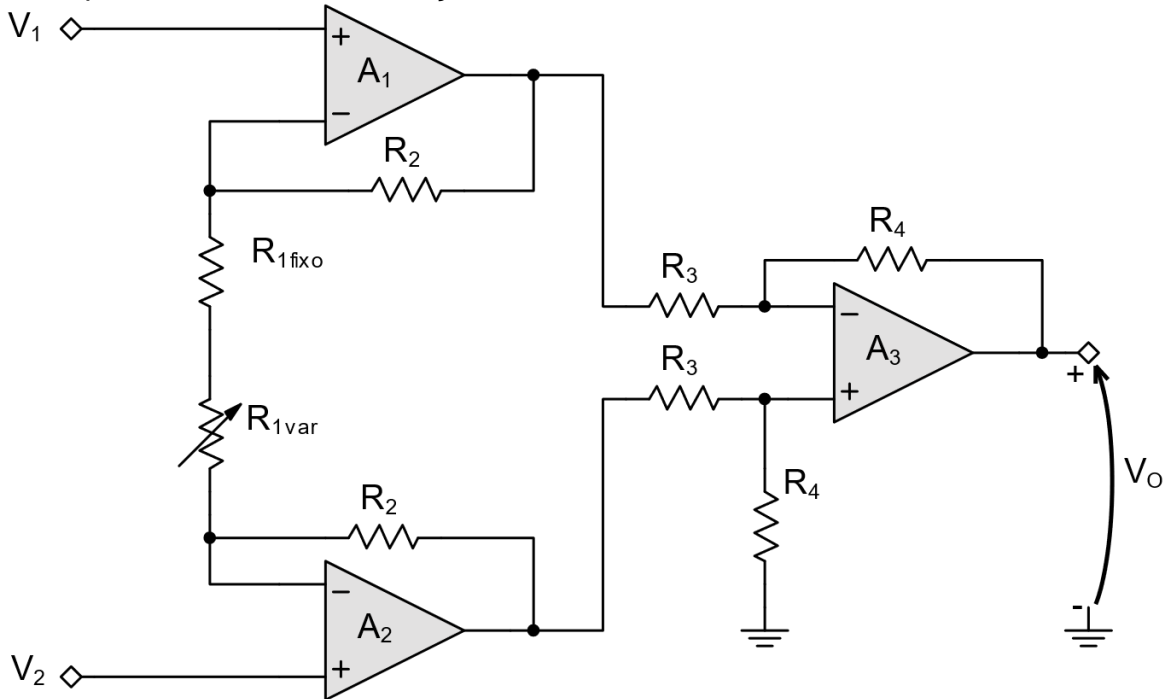 V1
+
A1
−
R2
R1fixo
R4
R3
−
A3
+
R3
+
R1var
VO
R4
R2
−
A2
+
-
V2